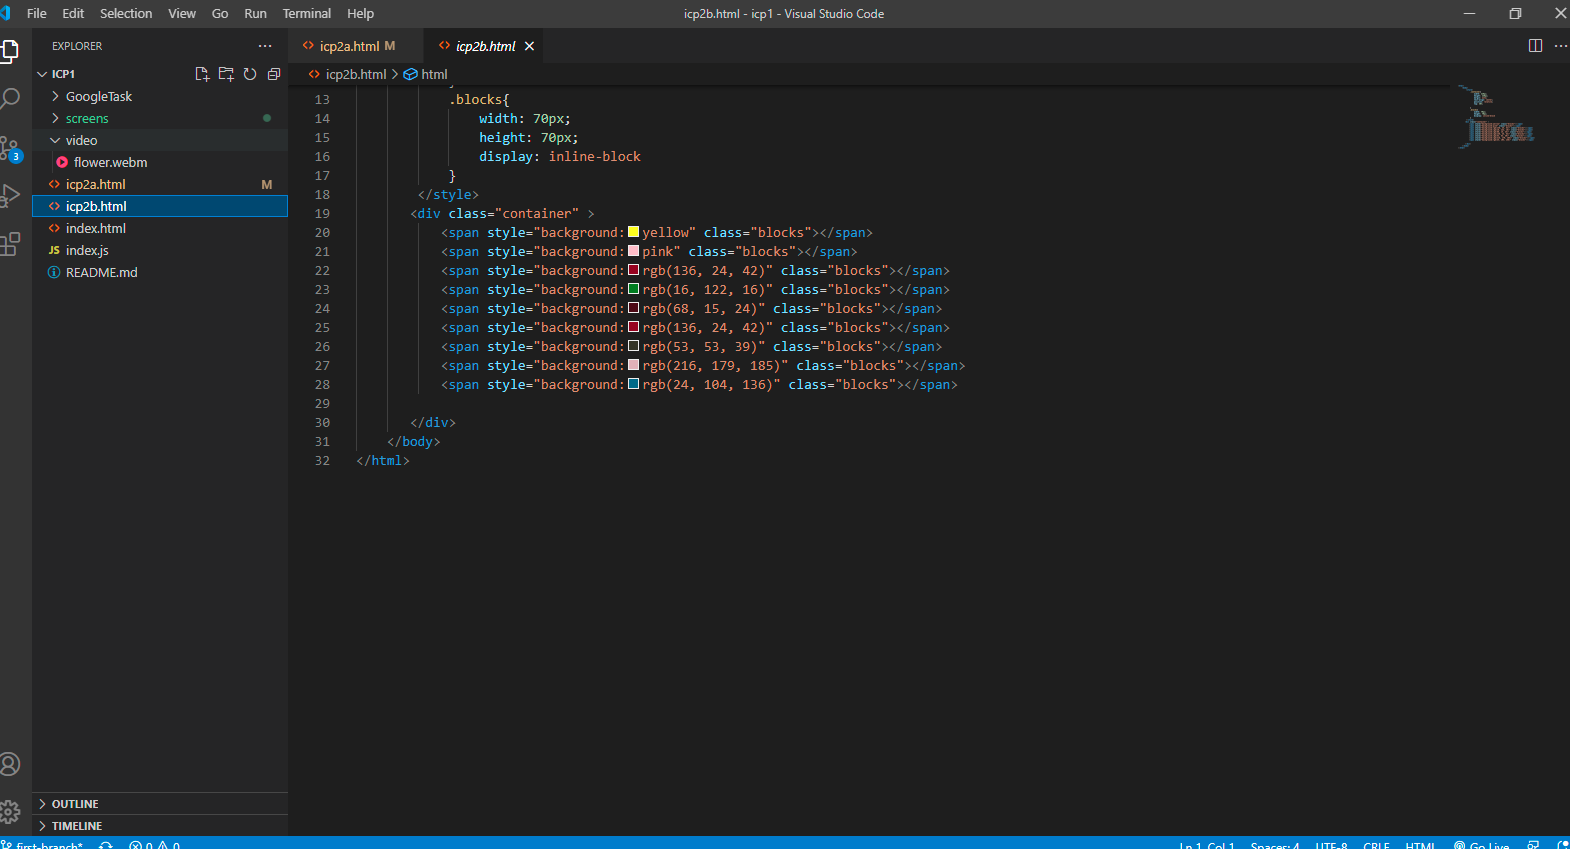 File Edit Selection View Go Run Terminal Help icp2b.html - icp1 - Visual Studio Code
EXPLORER
ICP1
GoogleTask
screens
video
flower.webm
icp2a.html M
icp2b.html
index.html
JS index.js
README.md
OUTLINE
TIMELINE
3
icp2a.html M icp2b.html
icp2b.html > html
13 .blocks{
14 width: 70px;
15 height: 70px;
16 display: inline-block
17 }
18 </style>
19 <div class="container" >
20 <span style="background: yellow" class="blocks"></span>
21 <span style="background: pink" class="blocks"></span>
22 <span style="background: rgb(136, 24, 42)" class="blocks"></span>
23 <span style="background: rgb(16, 122, 16)" class="blocks"></span>
24 <span style="background: rgb(68, 15, 24)" class="blocks"></span>
25 <span style="background: rgb(136, 24, 42)" class="blocks"></span>
26 <span style="background: rgb(53, 53, 39)" class="blocks"></span>
27 <span style="background: rgb(216, 179, 185)" class="blocks"></span>
28 <span style="background: rgb(24, 104, 136)" class="blocks"></span>
29
30 </div>
31 </body>
32 </html>
first-branch* 0 0 Ln 1, Col 1 Spaces: 4 UTF-8 CRLF HTML Go Live